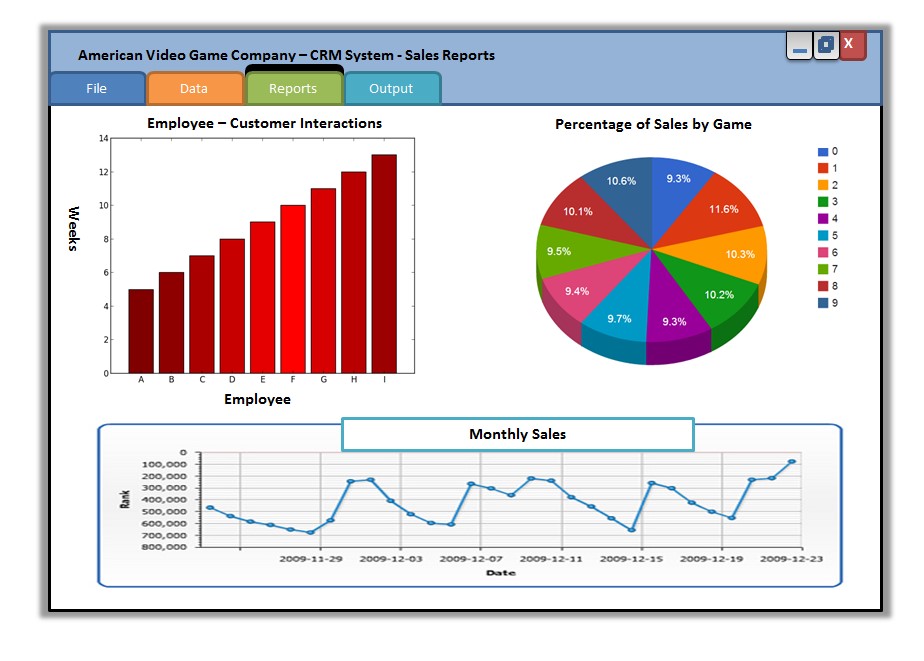 American Video Game Company – CRM System - Sales Reports
X
File
Data
Reports
Output
Employee – Customer Interactions
14
12
10
8
6
4
2
0
Weeks
A B C D E F G H I
Employee
Percentage of Sales by Game
9.3%
11.6%
10.3%
10.2%
9.3%
9.7%
9.4%
9.5%
10.1%
10.6%
0
1
2
3
4
5
6
7
8
9
Monthly Sales
0
100,000
200,000
300,000
400,000
500,000
600,000
700,000
800,000
Rank
2009-11-29 2009-12-03 2009-12-07 2009-12-11 2009-12-15 2009-12-19 2009-12-23
Date